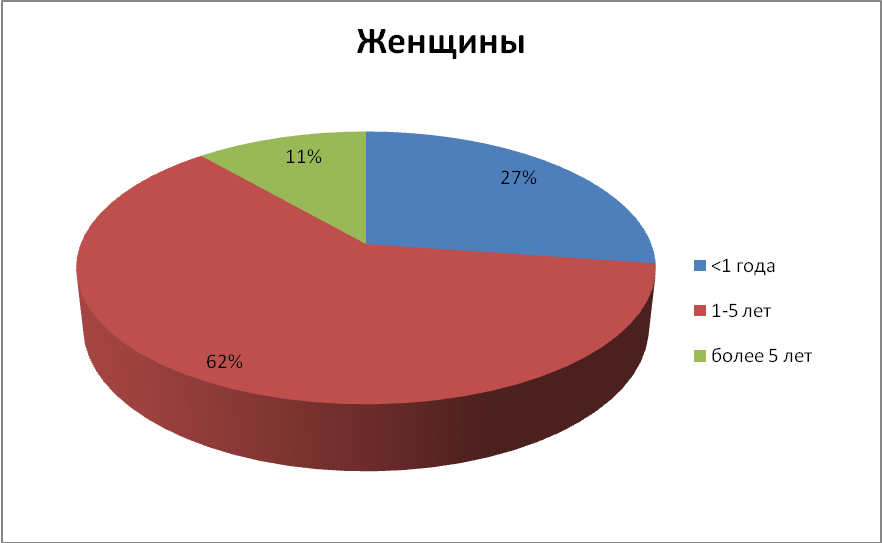 Женщины
11%
27%
62%
<1 года
1-5 лет
более 5 лет